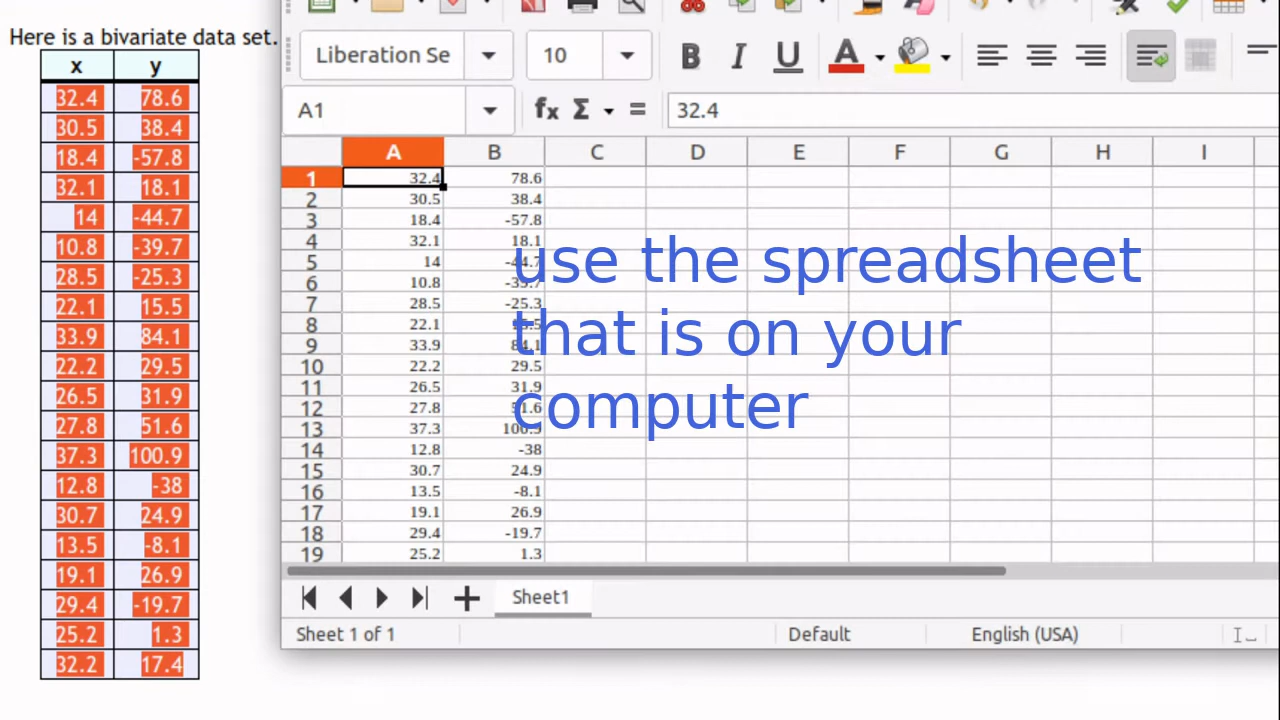 Here is a bivariate data set.
x y
32.4 78.6
30.5 38.4
18.4 -57.8
32.1 18.1
14 -44.7
10.8 -39.7
28.5 -25.3
22.1 15.5
33.9 84.1
22.2 29.5
26.5 31.9
27.8 51.6
37.3 100.9
12.8 -38
30.7 24.9
13.5 -8.1
19.1 26.9
29.4 -19.7
25.2 1.3
32.2 17.4
Liberation Se 10 B I U A
A1 fx Σ = 32.4
A B C D E F G H I
1 32.4 78.6
2 30.5 38.4
3 18.4 -57.8
4 32.1 18.1
5 14 -44.7
6 10.8 -39.7
7 28.5 -25.3
8 22.1 15.5
9 33.9 84.1
10 22.2 29.5
11 26.5 31.9
12 27.8 51.6
13 37.3 100.9
14 12.8 -38
15 30.7 24.9
16 13.5 -8.1
17 19.1 26.9
18 29.4 -19.7
19 25.2 1.3
use the spreadsheet
that is on your
computer
Sheet1
Sheet 1 of 1 Default English (USA)